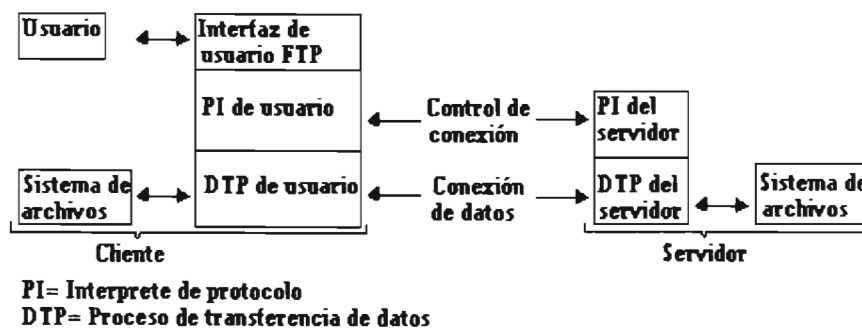 Usuario
Interfaz de
usuario FTP
PI de usuario
Control de
conexión
PI del
servidor
Sistema de
archivos
DTP de usuario
Conexión
de datos
DTP del
servidor
Sistema de
archivos
Cliente
Servidor
PI= Interprete de protocolo
DTP= Proceso de transferencia de datos